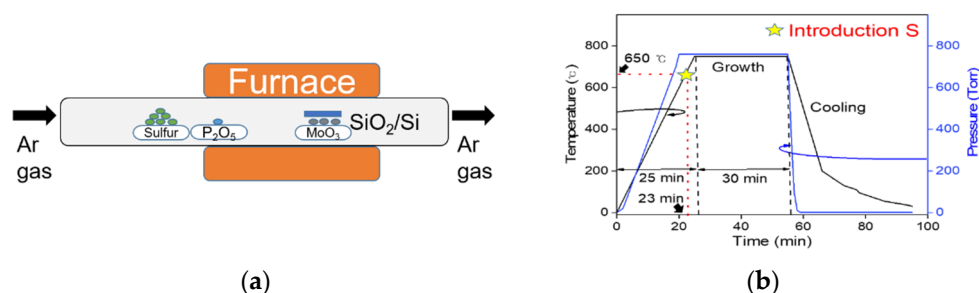 Furnace
Sulfur
P₂O₅
MoO₃
SiO₂/Si
Ar
gas
Ar
gas
(a)
Introduction S
800
600
400
200
0
Temperature (℃)
650 ℃
Growth
Cooling
25 min
30 min
23 min
0
20
40
60
80
100
Time (min)
800
600
400
200
0
Pressure (Torr)
(b)